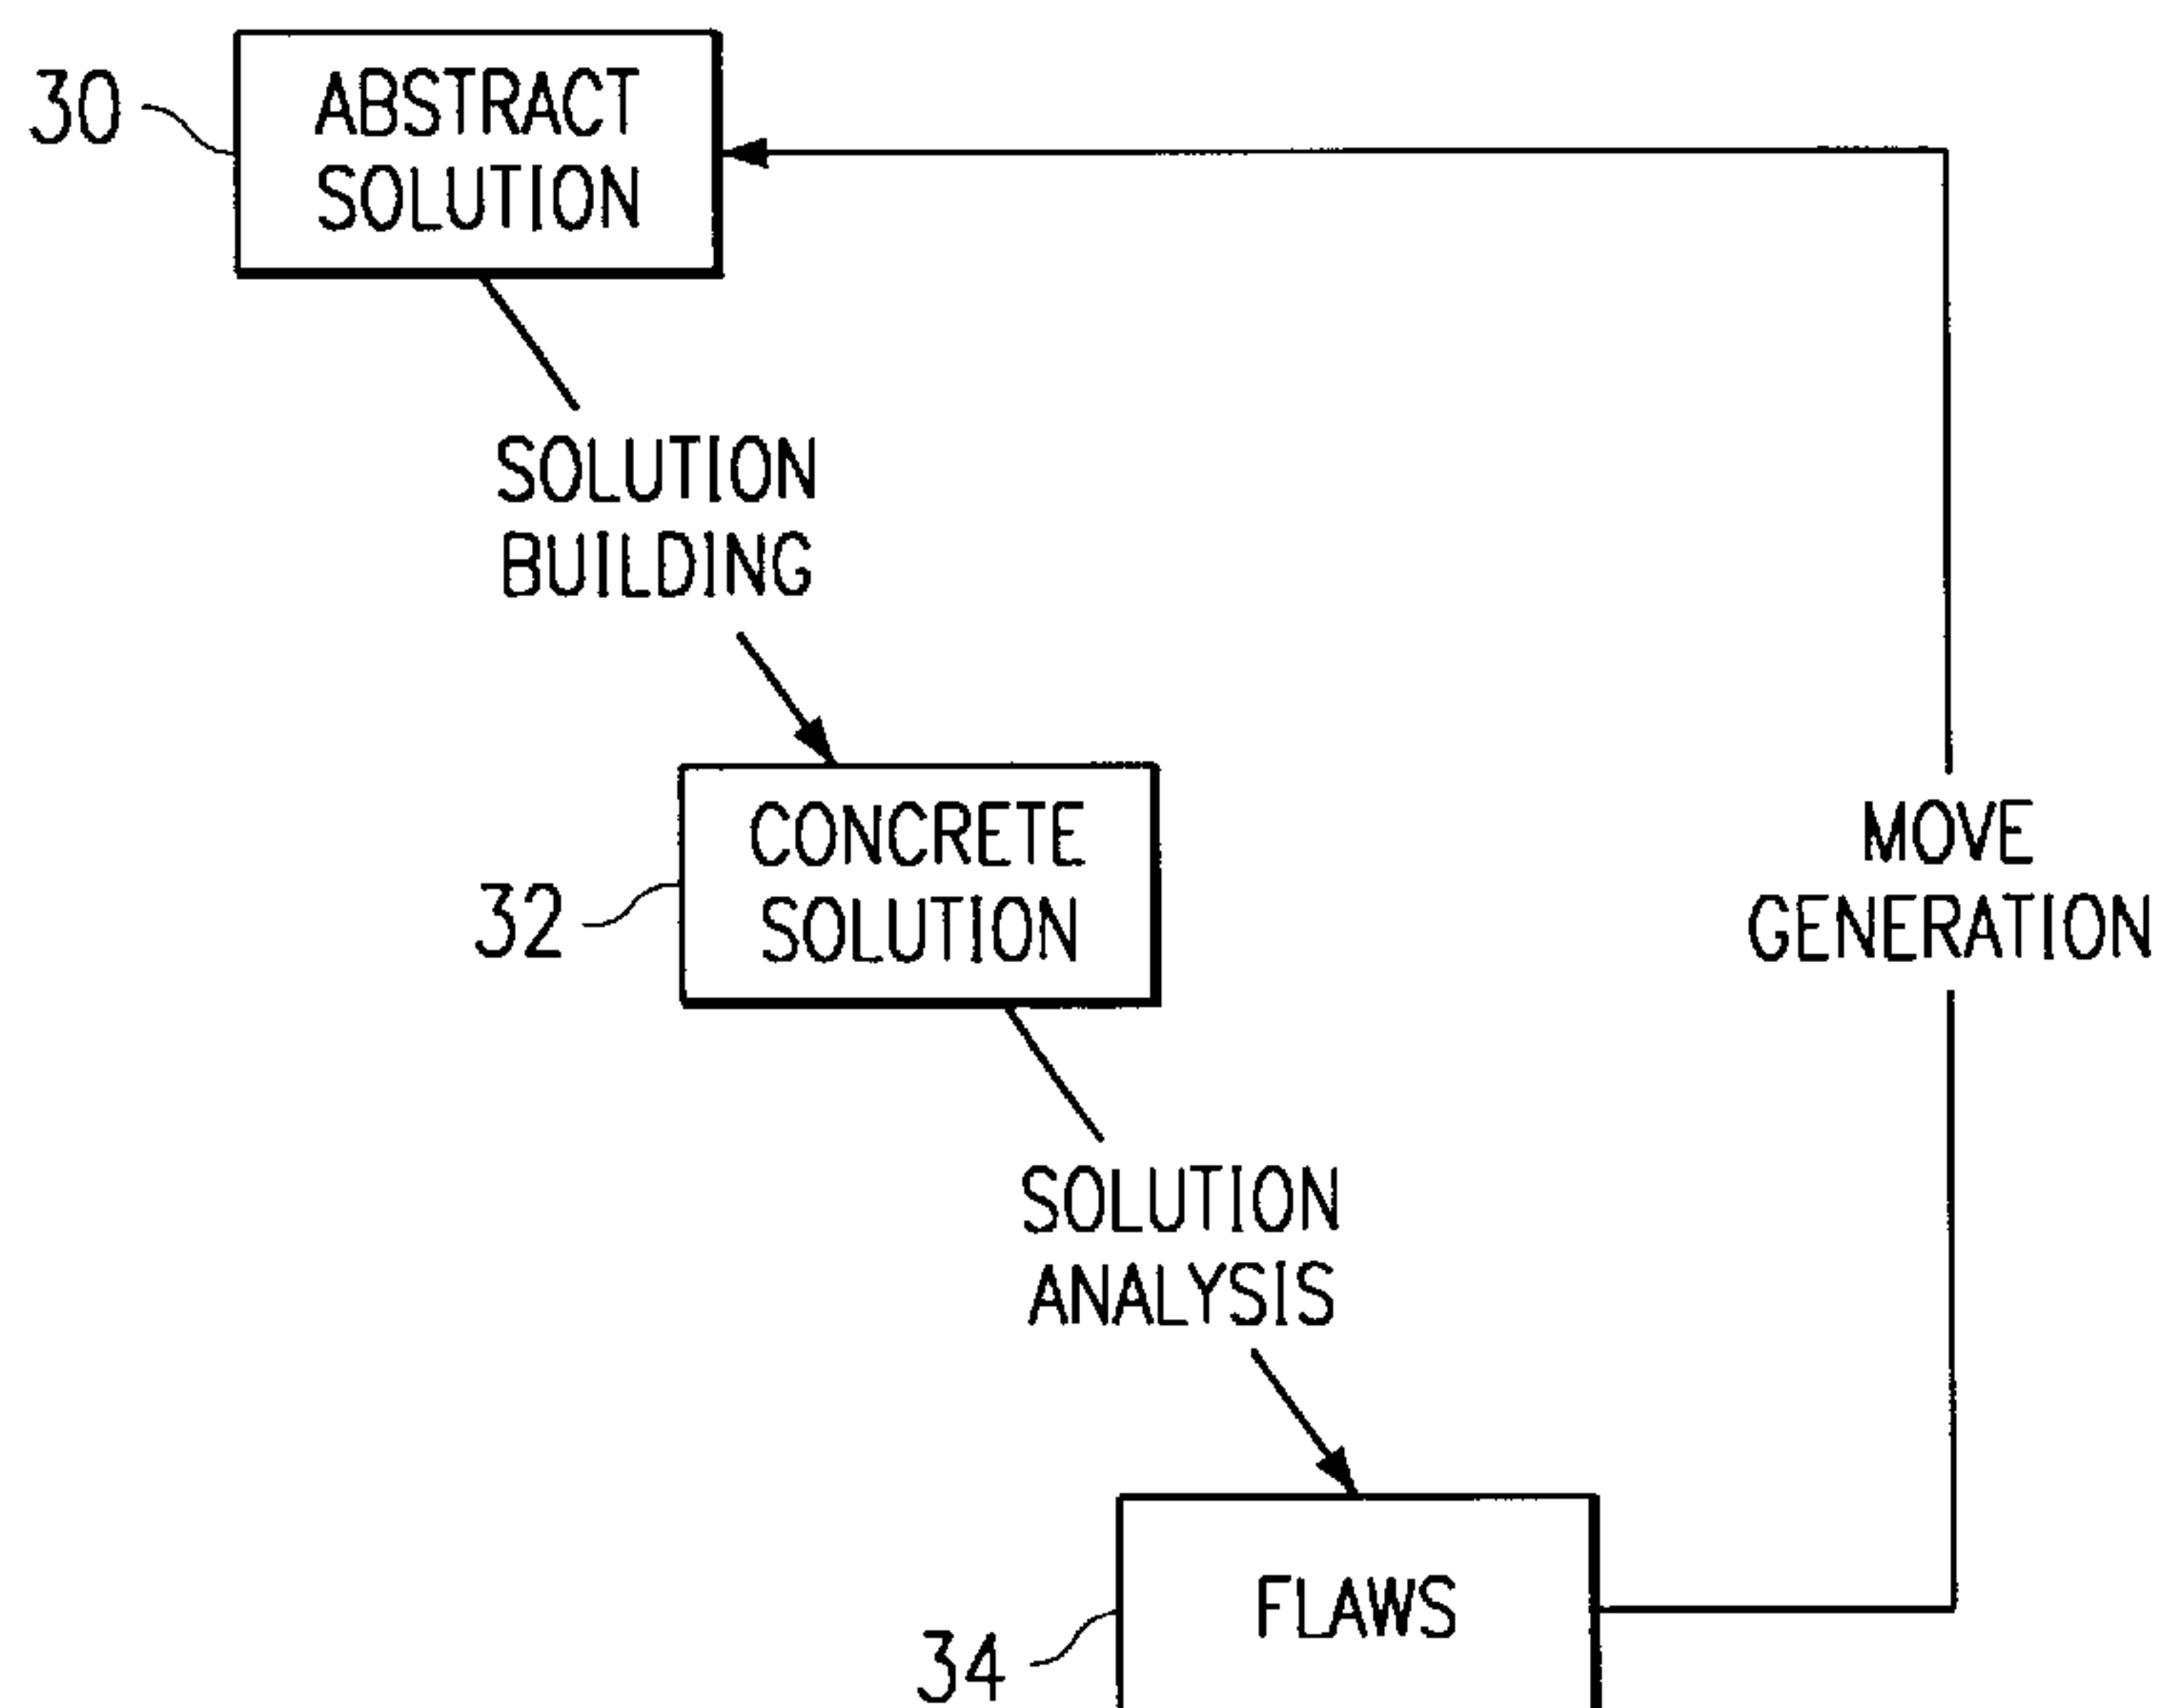 30
ABSTRACT
SOLUTION
SOLUTION
BUILDING
32
CONCRETE
SOLUTION
MOVE
GENERATION
SOLUTION
ANALYSIS
34
FLAWS